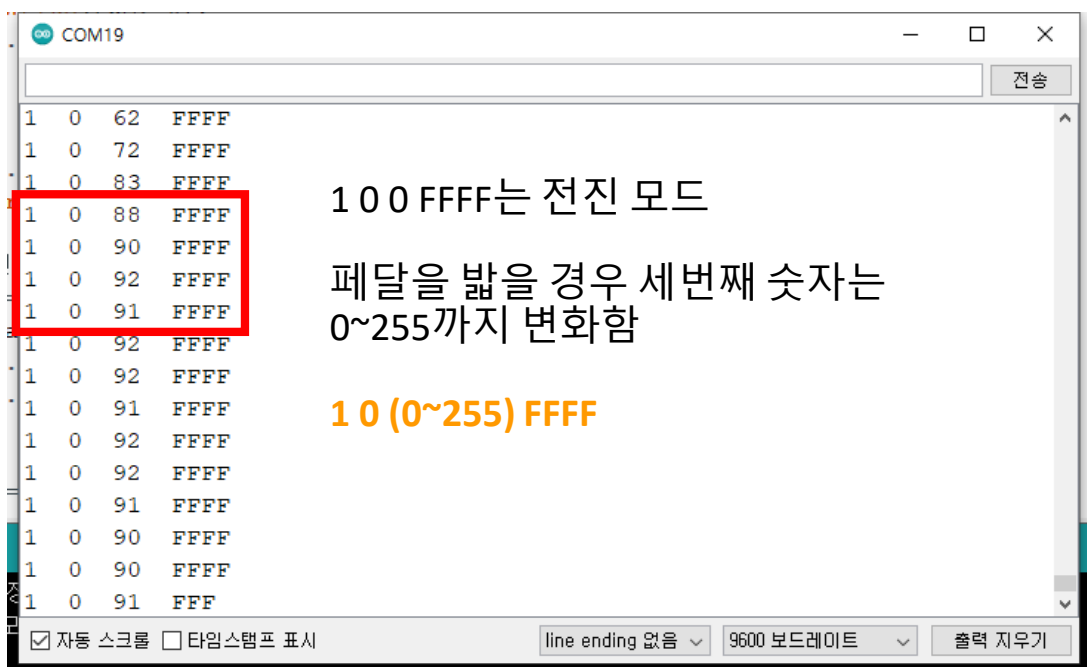 COM19
전송
1 0 62 FFFF
1 0 72 FFFF
1 0 83 FFFF
1 0 88 FFFF
1 0 90 FFFF
1 0 92 FFFF
1 0 91 FFFF
1 0 92 FFFF
1 0 92 FFFF
1 0 91 FFFF
1 0 92 FFFF
1 0 92 FFFF
1 0 91 FFFF
1 0 90 FFFF
1 0 90 FFFF
1 0 91 FFF
1 0 0 FFFF는 전진 모드
페달을 밟을 경우 세번째 숫자는
0~255까지 변화함
1 0 (0~255) FFFF
자동 스크롤 타임스탬프 표시 line ending 없음 9600 보드레이트 출력 지우기